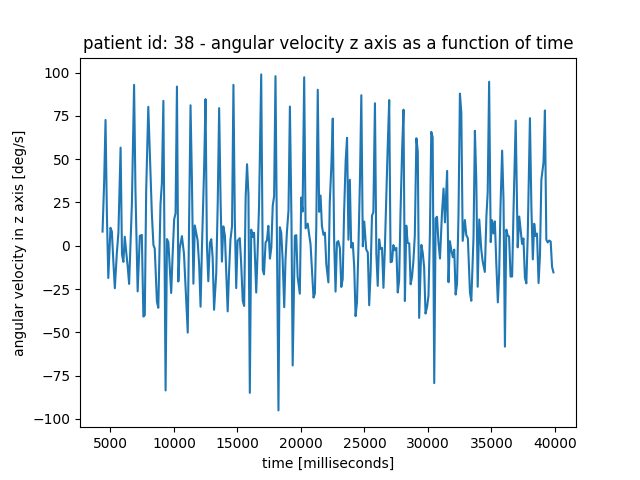 patient id: 38 - angular velocity z axis as a function of time
100
75
50
25
0
−25
−50
−75
−100
angular velocity in z axis [deg/s]
5000 10000 15000 20000 25000 30000 35000 40000
time [milliseconds]